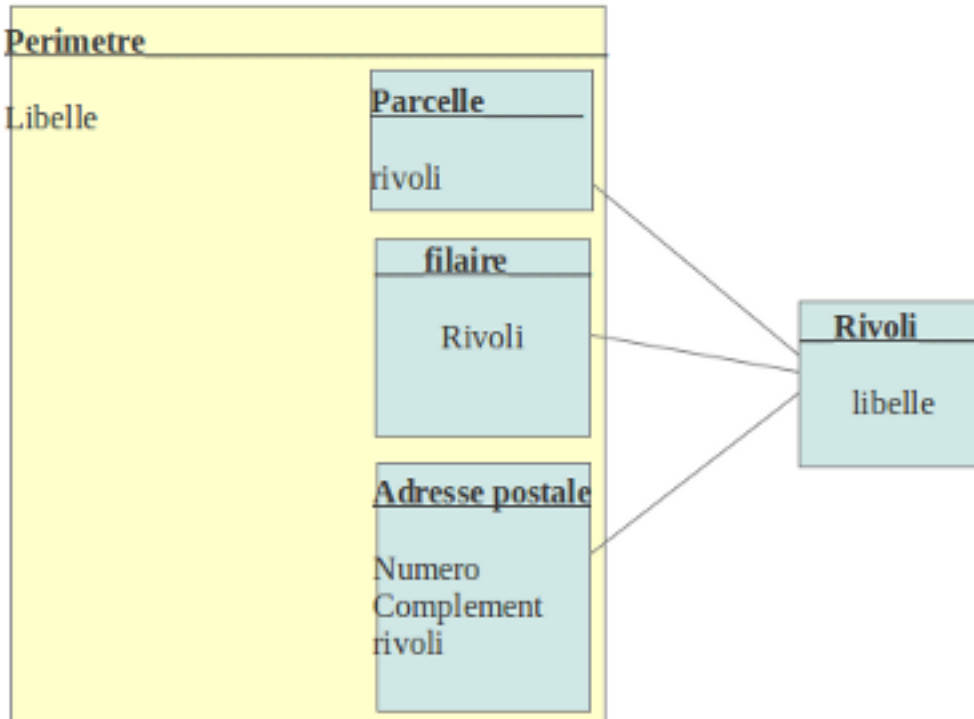 Perimetre
Libelle
Parcelle
rivoli
filaire
Rivoli
Adresse postale
Numero
Complement
rivoli
Rivoli
libelle